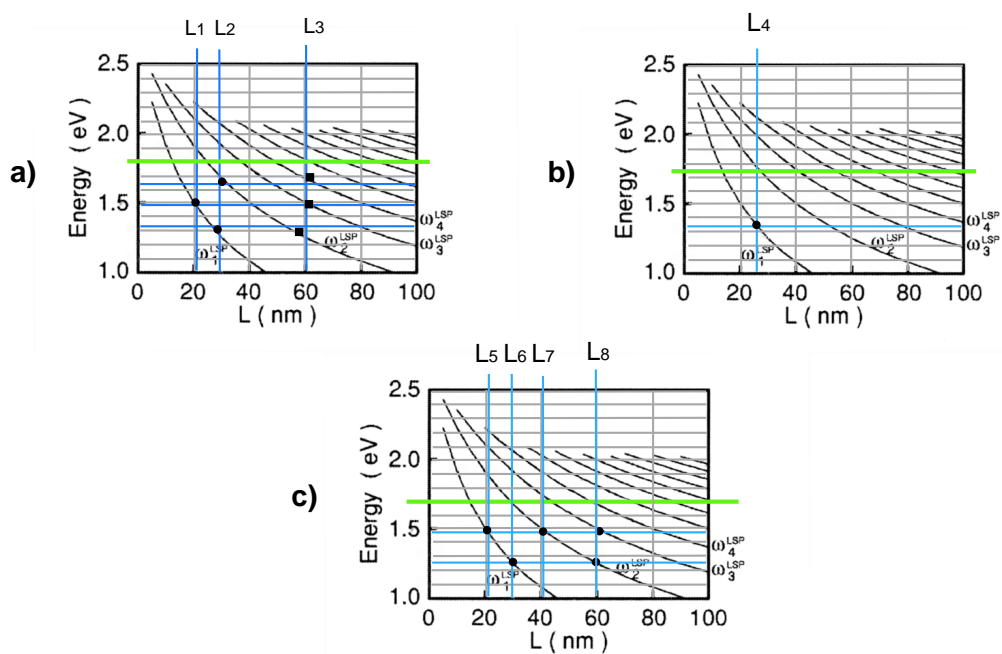 L1 L2 L3
a)
Energy ( eV )
2.5
2.0
1.5
1.0
0 20 40 60 80 100
L ( nm )
ω1LSP
ω2LSP
ω3LSP
ω4LSP
L4
b)
Energy ( eV )
2.5
2.0
1.5
1.0
0 20 40 60 80 100
L ( nm )
ω1LSP
ω2LSP
ω3LSP
ω4LSP
L5 L6 L7 L8
c)
Energy ( eV )
2.5
2.0
1.5
1.0
0 20 40 60 80 100
L ( nm )
ω1LSP
ω2LSP
ω3LSP
ω4LSP